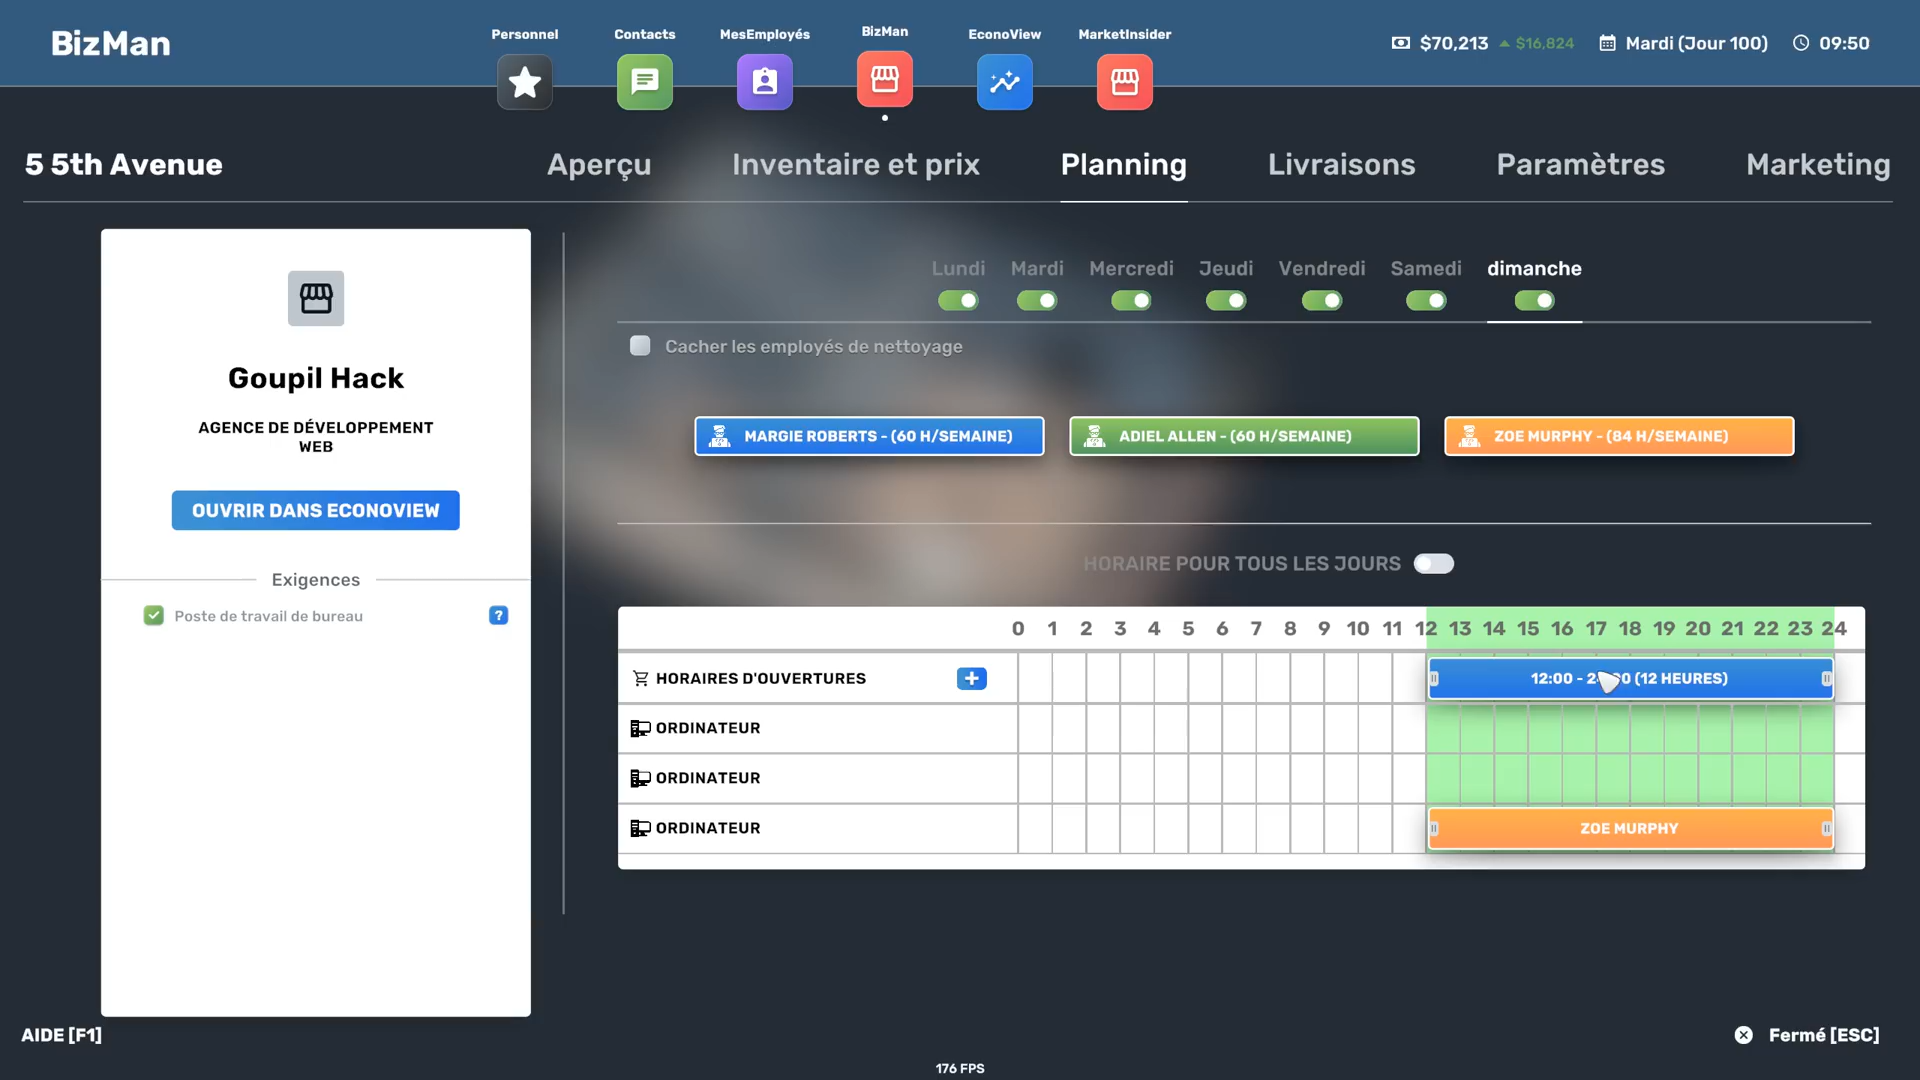 BizMan
Personnel
Contacts
MesEmployés
BizMan
EconoView
MarketInsider
$70,213
$16,824
Mardi (Jour 100)
09:50
5 5th Avenue
Aperçu
Inventaire et prix
Planning
Livraisons
Paramètres
Marketing
Goupil Hack
AGENCE DE DÉVELOPPEMENT
WEB
OUVRIR DANS ECONOVIEW
Exigences
Poste de travail de bureau
?
Lundi
Mardi
Mercredi
Jeudi
Vendredi
Samedi
dimanche
Cacher les employés de nettoyage
MARGIE ROBERTS - (60 H/SEMAINE)
ADIEL ALLEN - (60 H/SEMAINE)
ZOE MURPHY - (84 H/SEMAINE)
HORAIRE POUR TOUS LES JOURS
0 1 2 3 4 5 6 7 8 9 10 11 12 13 14 15 16 17 18 19 20 21 22 23 24
HORAIRES D'OUVERTURES
12:00 - (12 HEURES)
ORDINATEUR
ORDINATEUR
ORDINATEUR
ZOE MURPHY
AIDE [F1]
Fermé [ESC]
176 FPS